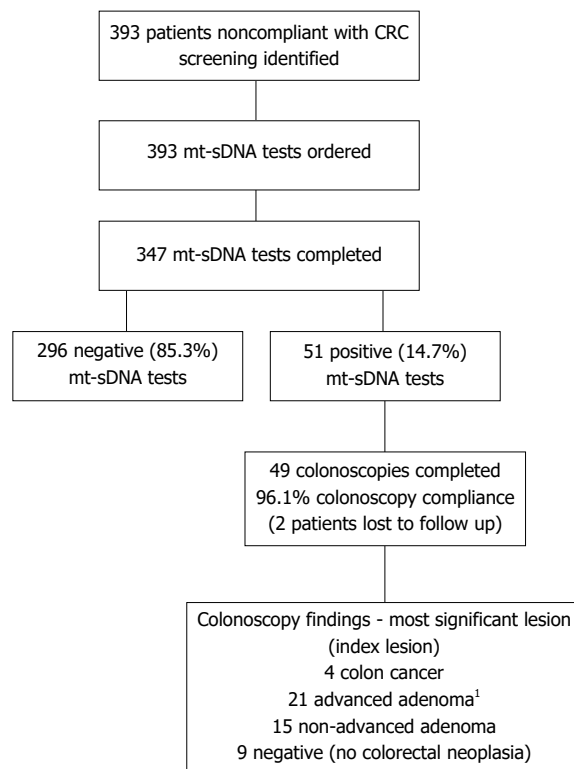 393 patients noncompliant with CRC
screening identified
393 mt-sDNA tests ordered
347 mt-sDNA tests completed
296 negative (85.3%)
mt-sDNA tests
51 positive (14.7%)
mt-sDNA tests
49 colonoscopies completed
96.1% colonoscopy compliance
(2 patients lost to follow up)
Colonoscopy findings - most significant lesion
(index lesion)
4 colon cancer
21 advanced adenoma¹
15 non-advanced adenoma
9 negative (no colorectal neoplasia)